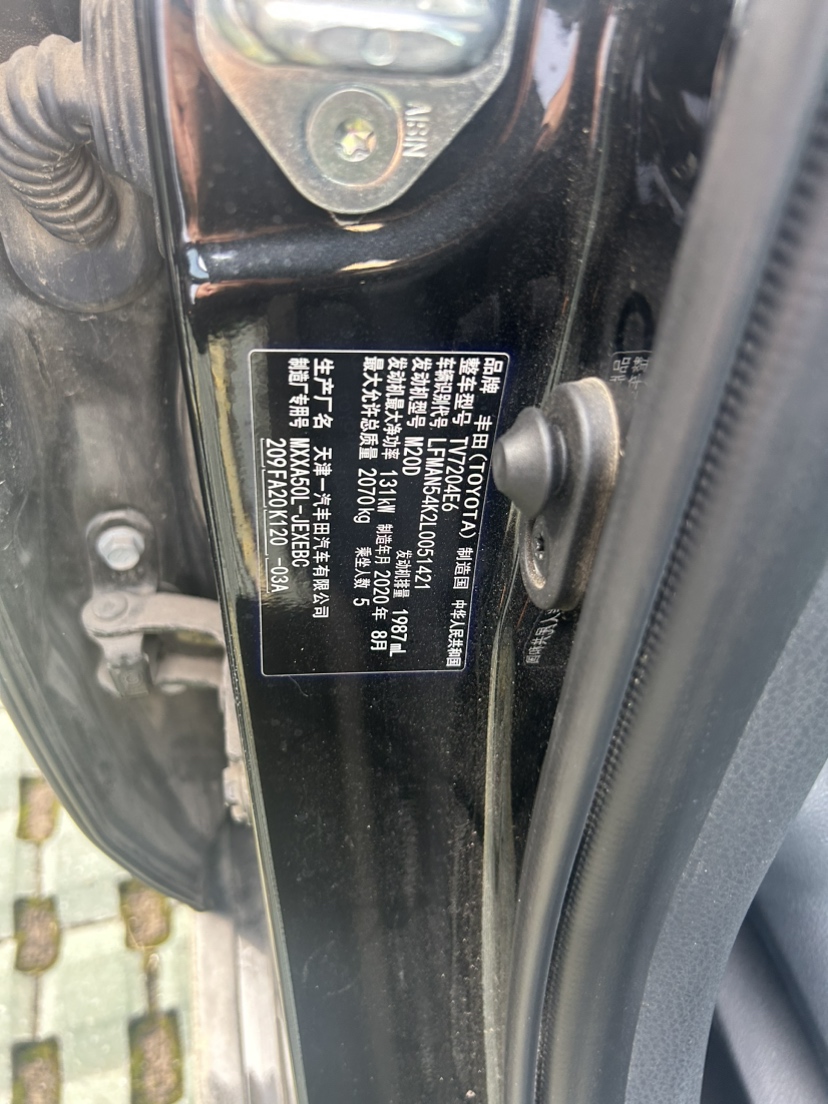 AISIN
品牌 丰田(TOYOTA) 制造国 中华人民共和国
整车型号 TV7204E6
车辆识别代号 LFMAN54K2L0051421
发动机型号 M20D 发动机排量 1987mL
发动机最大净功率 131kW 制造年月 2020年 8月
最大允许总质量 2070kg 乘坐人数 5
生产厂名 天津一汽丰田汽车有限公司
制造厂专用号 MXXA50L-JEXEBC
209FA20TK120 -03A